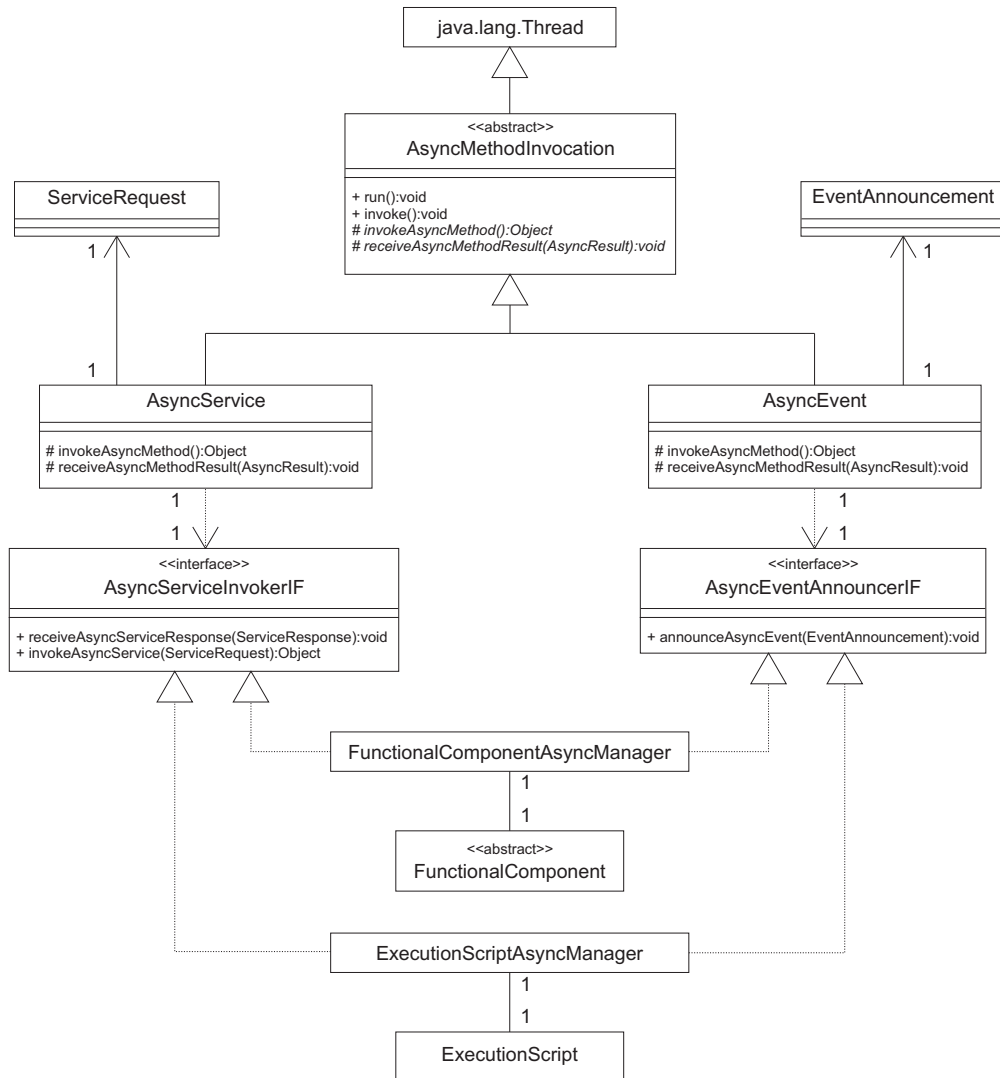 java.lang.Thread
<<abstract>>
AsyncMethodInvocation
+ run():void
+ invoke():void
# invokeAsyncMethod():Object
# receiveAsyncMethodResult(AsyncResult):void
ServiceRequest
1
1
EventAnnouncement
1
1
AsyncService
# invokeAsyncMethod():Object
# receiveAsyncMethodResult(AsyncResult):void
1
1
AsyncEvent
# invokeAsyncMethod():Object
# receiveAsyncMethodResult(AsyncResult):void
1
1
<<interface>>
AsyncServiceInvokerIF
+ receiveAsyncServiceResponse(ServiceResponse):void
+ invokeAsyncService(ServiceRequest):Object
<<interface>>
AsyncEventAnnouncerIF
+ announceAsyncEvent(EventAnnouncement):void
FunctionalComponentAsyncManager
1
1
<<abstract>>
FunctionalComponent
ExecutionScriptAsyncManager
1
1
ExecutionScript